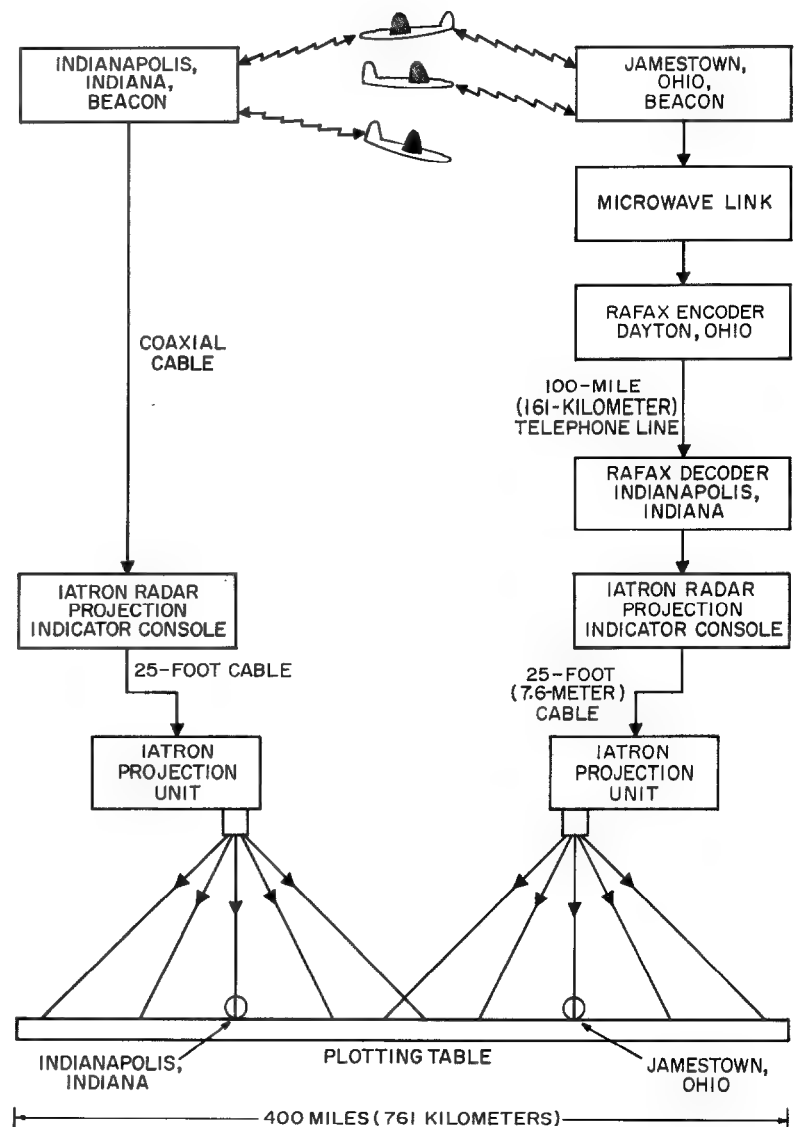 INDIANAPOLIS,
INDIANA,
BEACON
JAMESTOWN,
OHIO,
BEACON
MICROWAVE LINK
RAFAX ENCODER
DAYTON, OHIO
COAXIAL
CABLE
100-MILE
(161-KILOMETER)
TELEPHONE LINE
RAFAX DECODER
INDIANAPOLIS,
INDIANA
IATRON RADAR
PROJECTION
INDICATOR CONSOLE
IATRON RADAR
PROJECTION
INDICATOR CONSOLE
25-FOOT CABLE
25-FOOT
(7.6-METER)
CABLE
IATRON
PROJECTION
UNIT
IATRON
PROJECTION
UNIT
INDIANAPOLIS,
INDIANA
PLOTTING TABLE
JAMESTOWN,
OHIO
400 MILES (761 KILOMETERS)